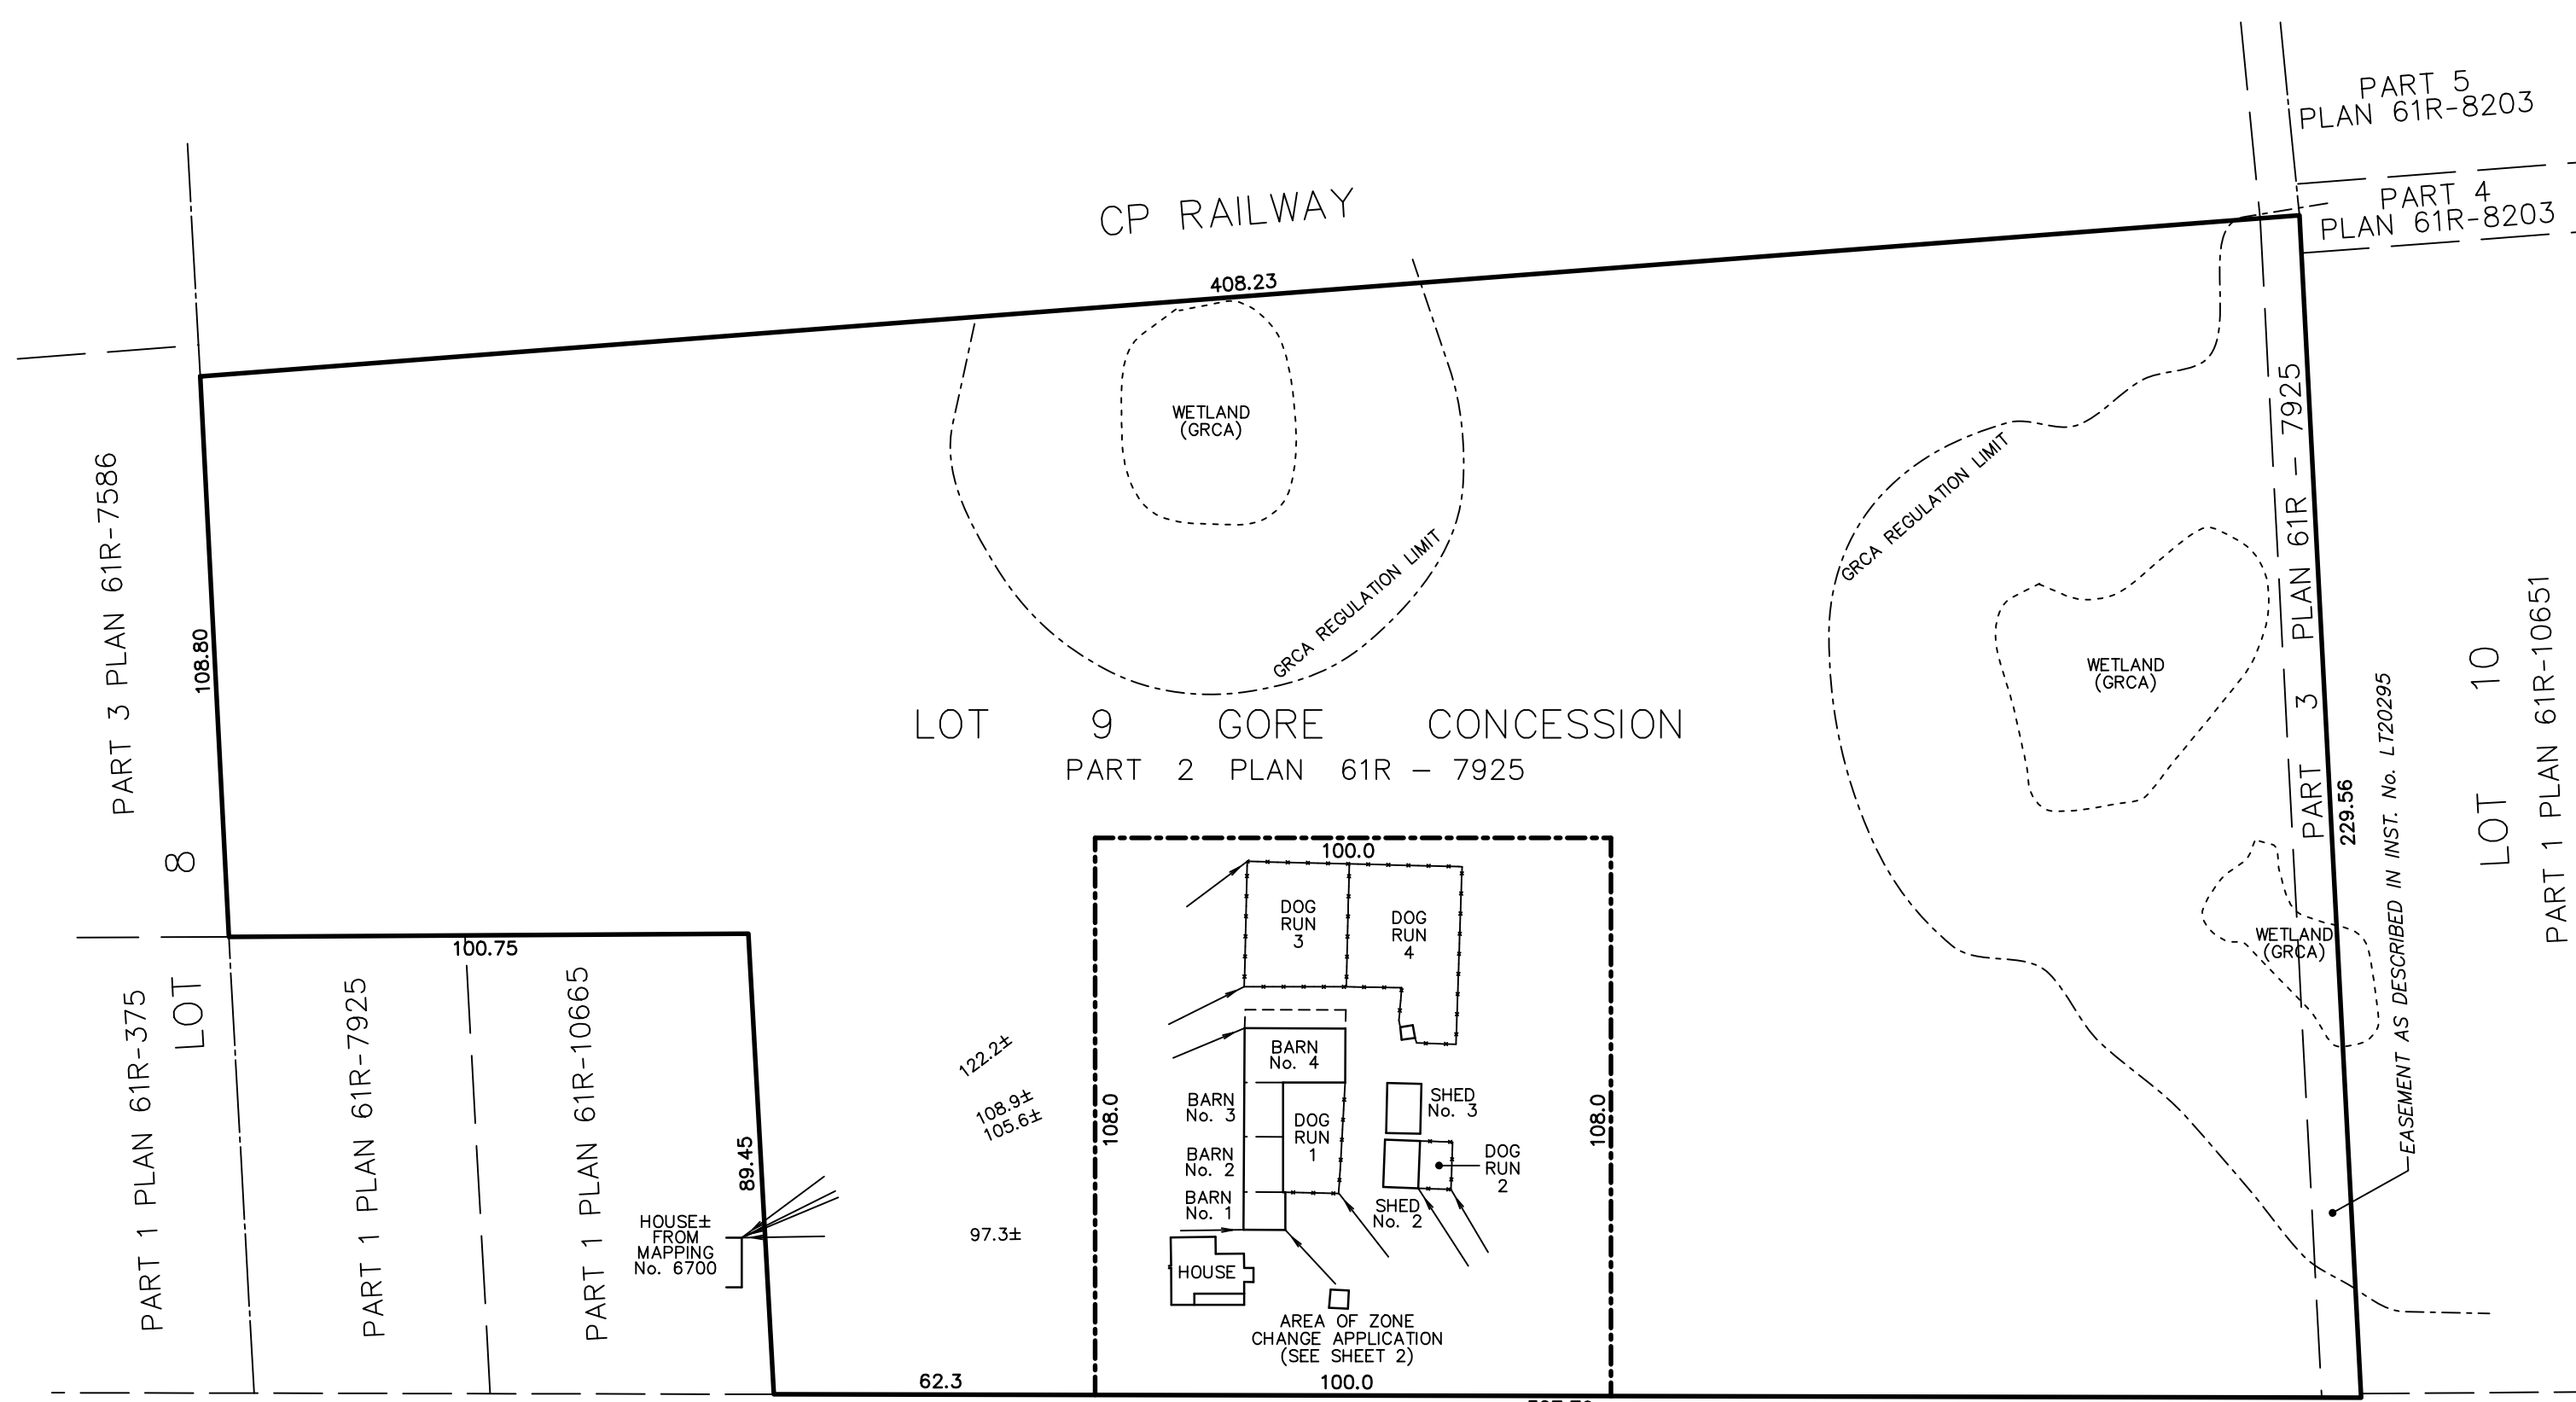 PART 5
PLAN 61R-8203
PART 4
PLAN 61R-8203
CP RAILWAY
408.23
WETLAND
(GRCA)
GRCA REGULATION LIMIT
GRCA REGULATION LIMIT
PART 3 PLAN 61R-7586
108.80
LOT 9 GORE CONCESSION
PART 2 PLAN 61R - 7925
WETLAND
(GRCA)
PART 3 PLAN 61R - 7925
229.56
EASEMENT AS DESCRIBED IN INST. No. LT20295
LOT 10
PART 1 PLAN 61R-10651
WETLAND
(GRCA)
LOT 8
100.75
PART 1 PLAN 61R-375
PART 1 PLAN 61R-7925
PART 1 PLAN 61R-10665
89.45
HOUSE±
FROM
MAPPING
No. 6700
122.2±
108.9±
105.6±
97.3±
62.3
100.0
108.0
108.0
DOG
RUN
3
DOG
RUN
4
BARN
No. 4
BARN
No. 3
BARN
No. 2
BARN
No. 1
DOG
RUN
1
SHED
No. 3
DOG
RUN
2
SHED
No. 2
HOUSE
AREA OF ZONE
CHANGE APPLICATION
(SEE SHEET 2)
100.0